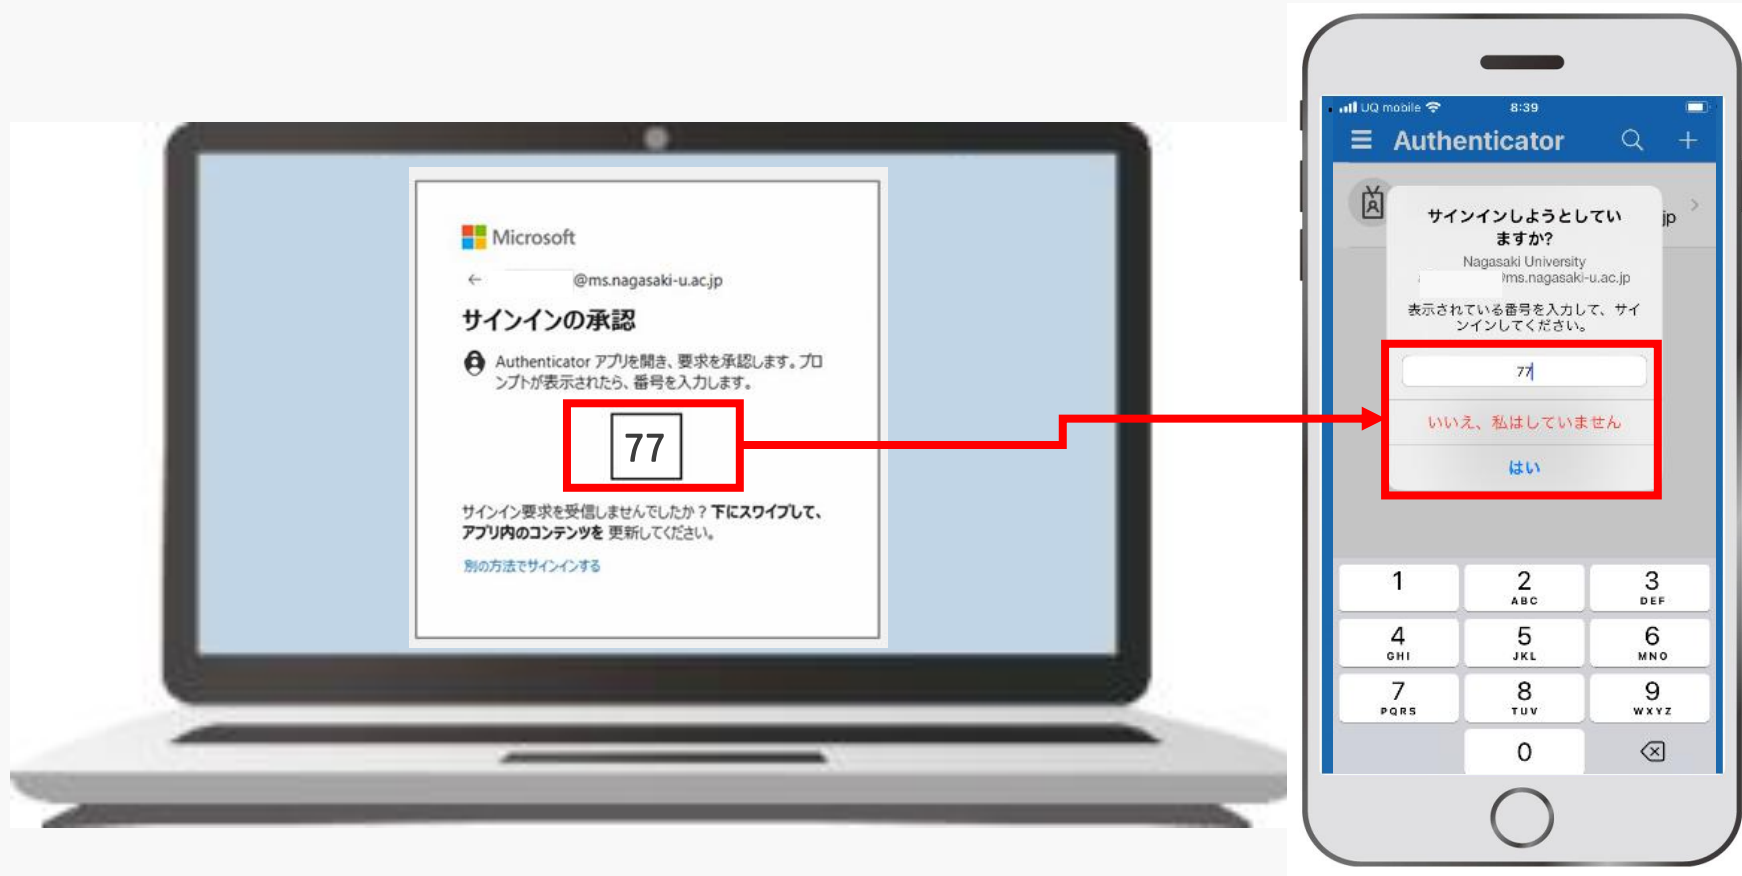 Microsoft
← @ms.nagasaki-u.ac.jp
サインインの承認
Authenticator アプリを開き、要求を承認します。プロ
ンプトが表示されたら、番号を入力します。
77
サインイン要求を受信しませんでしたか？下にスワイプして、
アプリ内のコンテンツを 更新してください。
別の方法でサインインする
UQ mobile 8:39
Authenticator
jp
サインインしようとしてい
ますか?
Nagasaki University
ms.nagasaki-u.ac.jp
表示されている番号を入力して、サイ
ンインしてください。
77
いいえ、私はしていません
はい
1 2 3
ABC DEF
4 5 6
GHI JKL MNO
7 8 9
PQRS TUV WXYZ
0